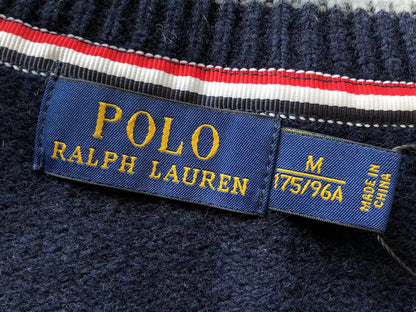 POLO
RALPH LAUREN
M
175/96A
MADE IN
CHINA